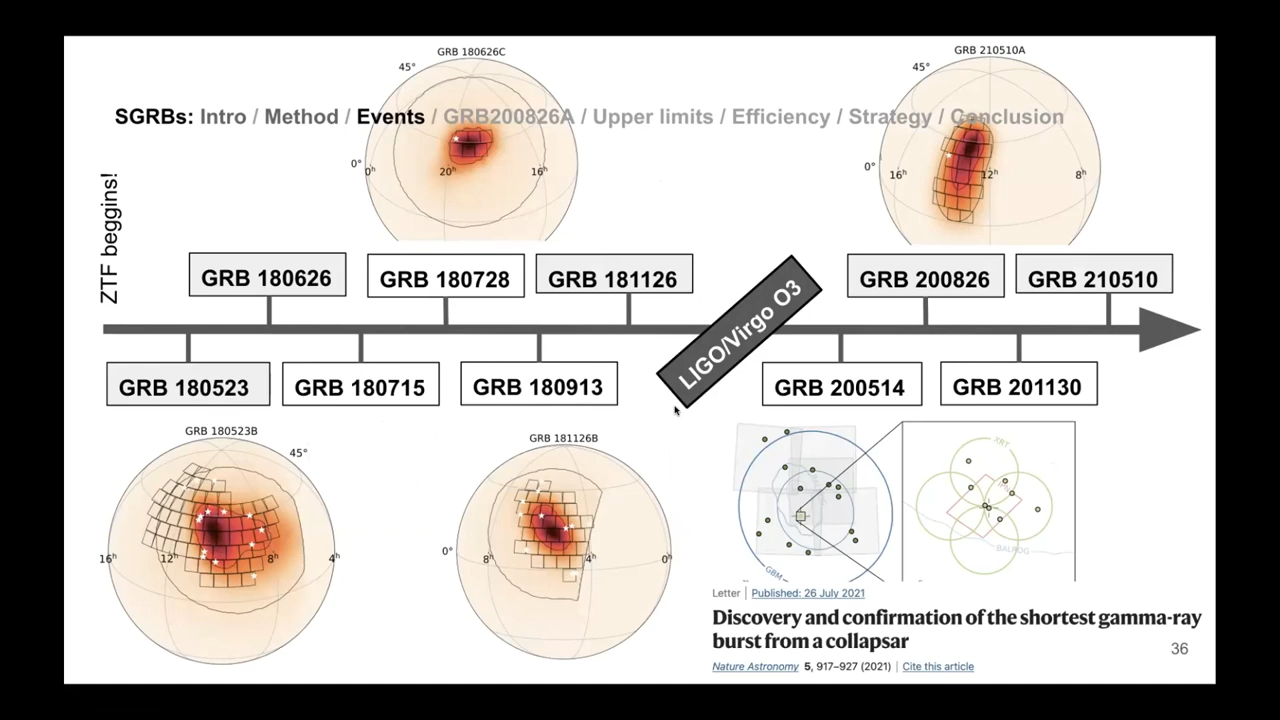 GRB 180626C
45°
0°
0h
20h
16h
GRB 210510A
45°
0°
16h
12h
8h
SGRBs: Intro / Method / Events / GRB200826A / Upper limits / Efficiency / Strategy / Conclusion
ZTF beggins!
GRB 180626
GRB 180728
GRB 181126
GRB 200826
GRB 210510
LIGO/Virgo O3
GRB 180523
GRB 180715
GRB 180913
GRB 200514
GRB 201130
GRB 180523B
45°
16h
12h
8h
4h
GRB 181126B
0°
8h
4h
0h
GBM
XRT
BALROG
Letter | Published: 26 July 2021
Discovery and confirmation of the shortest gamma-ray
burst from a collapsar
Nature Astronomy 5, 917–927 (2021) | Cite this article
36